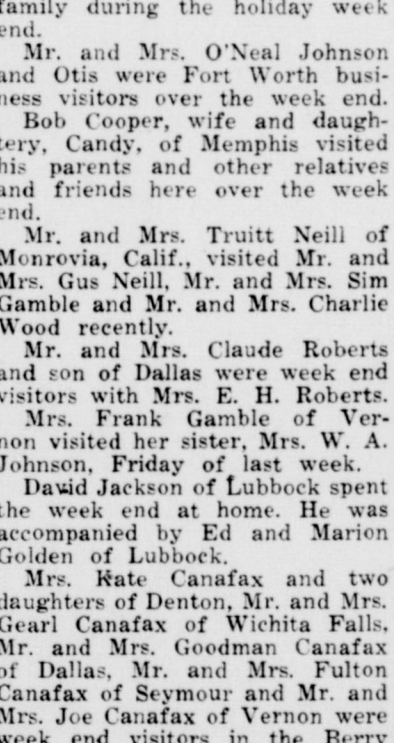 family during the holiday week
end.
Mr. and Mrs. O'Neal Johnson
and Otis were Fort Worth busi-
ness visitors over the week end.
Bob Cooper, wife and daugh-
tery, Candy, of Memphis visited
his parents and other relatives
and friends here over the week
end.
Mr. and Mrs. Truitt Neill of
Monrovia, Calif., visited Mr. and
Mrs. Gus Neill, Mr. and Mrs. Sim
Gamble and Mr. and Mrs. Charlie
Wood recently.
Mr. and Mrs. Claude Roberts
and son of Dallas were week end
visitors with Mrs. E. H. Roberts.
Mrs. Frank Gamble of Ver-
non visited her sister, Mrs. W. A.
Johnson, Friday of last week.
David Jackson of Lubbock spent
the week end at home. He was
accompanied by Ed and Marion
Golden of Lubbock.
Mrs. Kate Canafax and two
daughters of Denton, Mr. and Mrs.
Gearl Canafax of Wichita Falls,
Mr. and Mrs. Goodman Canafax
of Dallas, Mr. and Mrs. Fulton
Canafax of Seymour and Mr. and
Mrs. Joe Canafax of Vernon were
week end visitors in the Berry